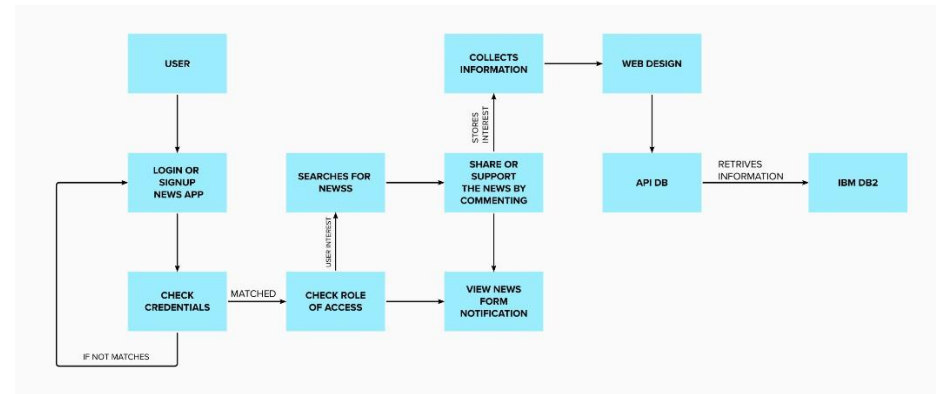 USER
COLLECTS
INFORMATION
WEB DESIGN
STORES
INTEREST
LOGIN OR
SIGNUP
NEWS APP
SEARCHES FOR
NEWSS
SHARE OR
SUPPORT
THE NEWS BY
COMMENTING
API DB
RETRIVES
INFORMATION
IBM DB2
USER INTEREST
CHECK
CREDENTIALS
MATCHED
CHECK ROLE
OF ACCESS
VIEW NEWS
FORM
NOTIFICATION
IF NOT MATCHES